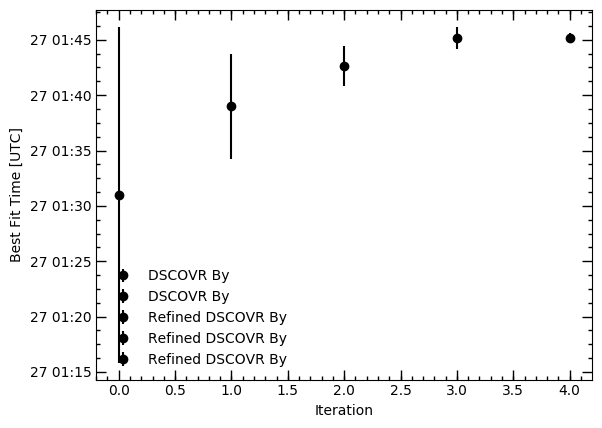 27 01:45
27 01:40
27 01:35
27 01:30
27 01:25
27 01:20
27 01:15
Best Fit Time [UTC]
DSCOVR By
DSCOVR By
Refined DSCOVR By
Refined DSCOVR By
Refined DSCOVR By
0.0 0.5 1.0 1.5 2.0 2.5 3.0 3.5 4.0
Iteration